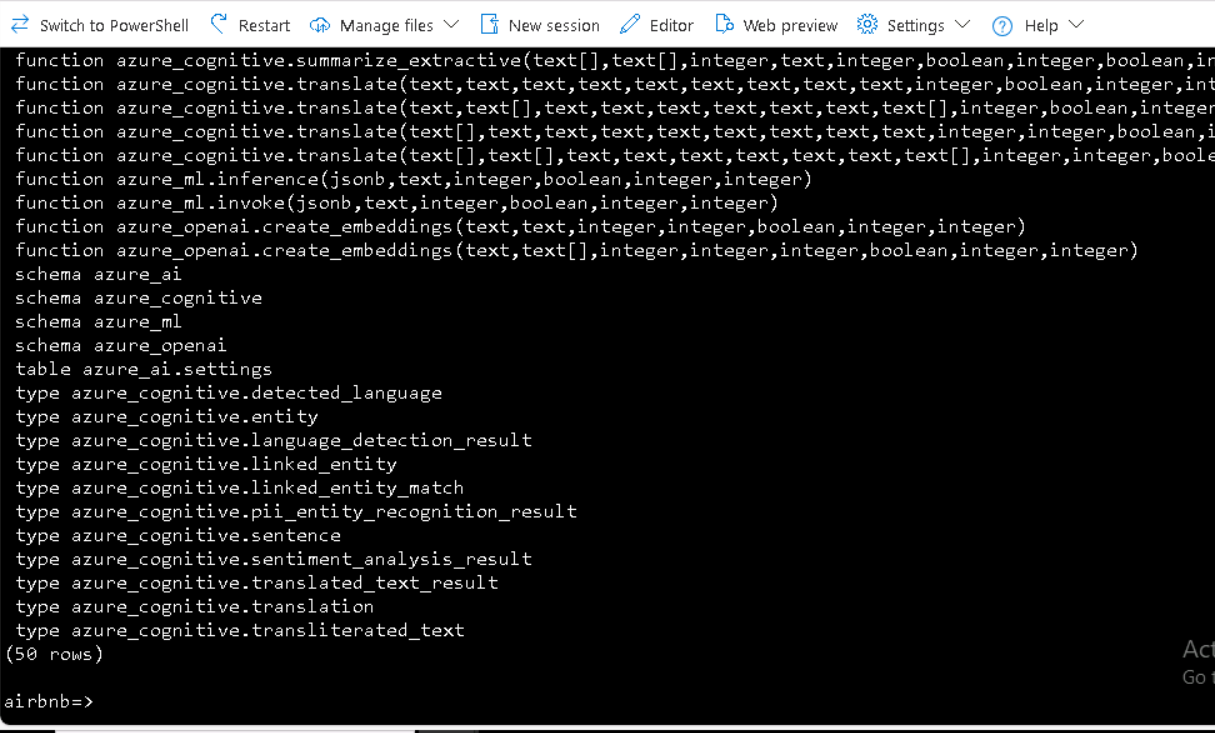 Switch to PowerShell Restart Manage files New session Editor Web preview Settings Help
function azure_cognitive.summarize_extractive(text[],text[],integer,text,integer,boolean,integer,boolean,in
function azure_cognitive.translate(text,text,text,text,text,text,text,text,text,integer,boolean,integer,int
function azure_cognitive.translate(text,text[],text,text,text,text,text,text,text[],integer,boolean,integer
function azure_cognitive.translate(text[],text,text,text,text,text,text,text,text,integer,integer,boolean,i
function azure_cognitive.translate(text[],text[],text,text,text,text,text,text,text[],integer,integer,boole
function azure_ml.inference(jsonb,text,integer,boolean,integer,integer)
function azure_ml.invoke(jsonb,text,integer,boolean,integer,integer)
function azure_openai.create_embeddings(text,text,integer,integer,boolean,integer,integer)
function azure_openai.create_embeddings(text,text[],integer,integer,integer,boolean,integer,integer)
schema azure_ai
schema azure_cognitive
schema azure_ml
schema azure_openai
table azure_ai.settings
type azure_cognitive.detected_language
type azure_cognitive.entity
type azure_cognitive.language_detection_result
type azure_cognitive.linked_entity
type azure_cognitive.linked_entity_match
type azure_cognitive.pii_entity_recognition_result
type azure_cognitive.sentence
type azure_cognitive.sentiment_analysis_result
type azure_cognitive.translated_text_result
type azure_cognitive.translation
type azure_cognitive.transliterated_text
(50 rows)
Act
Go t
airbnb=>